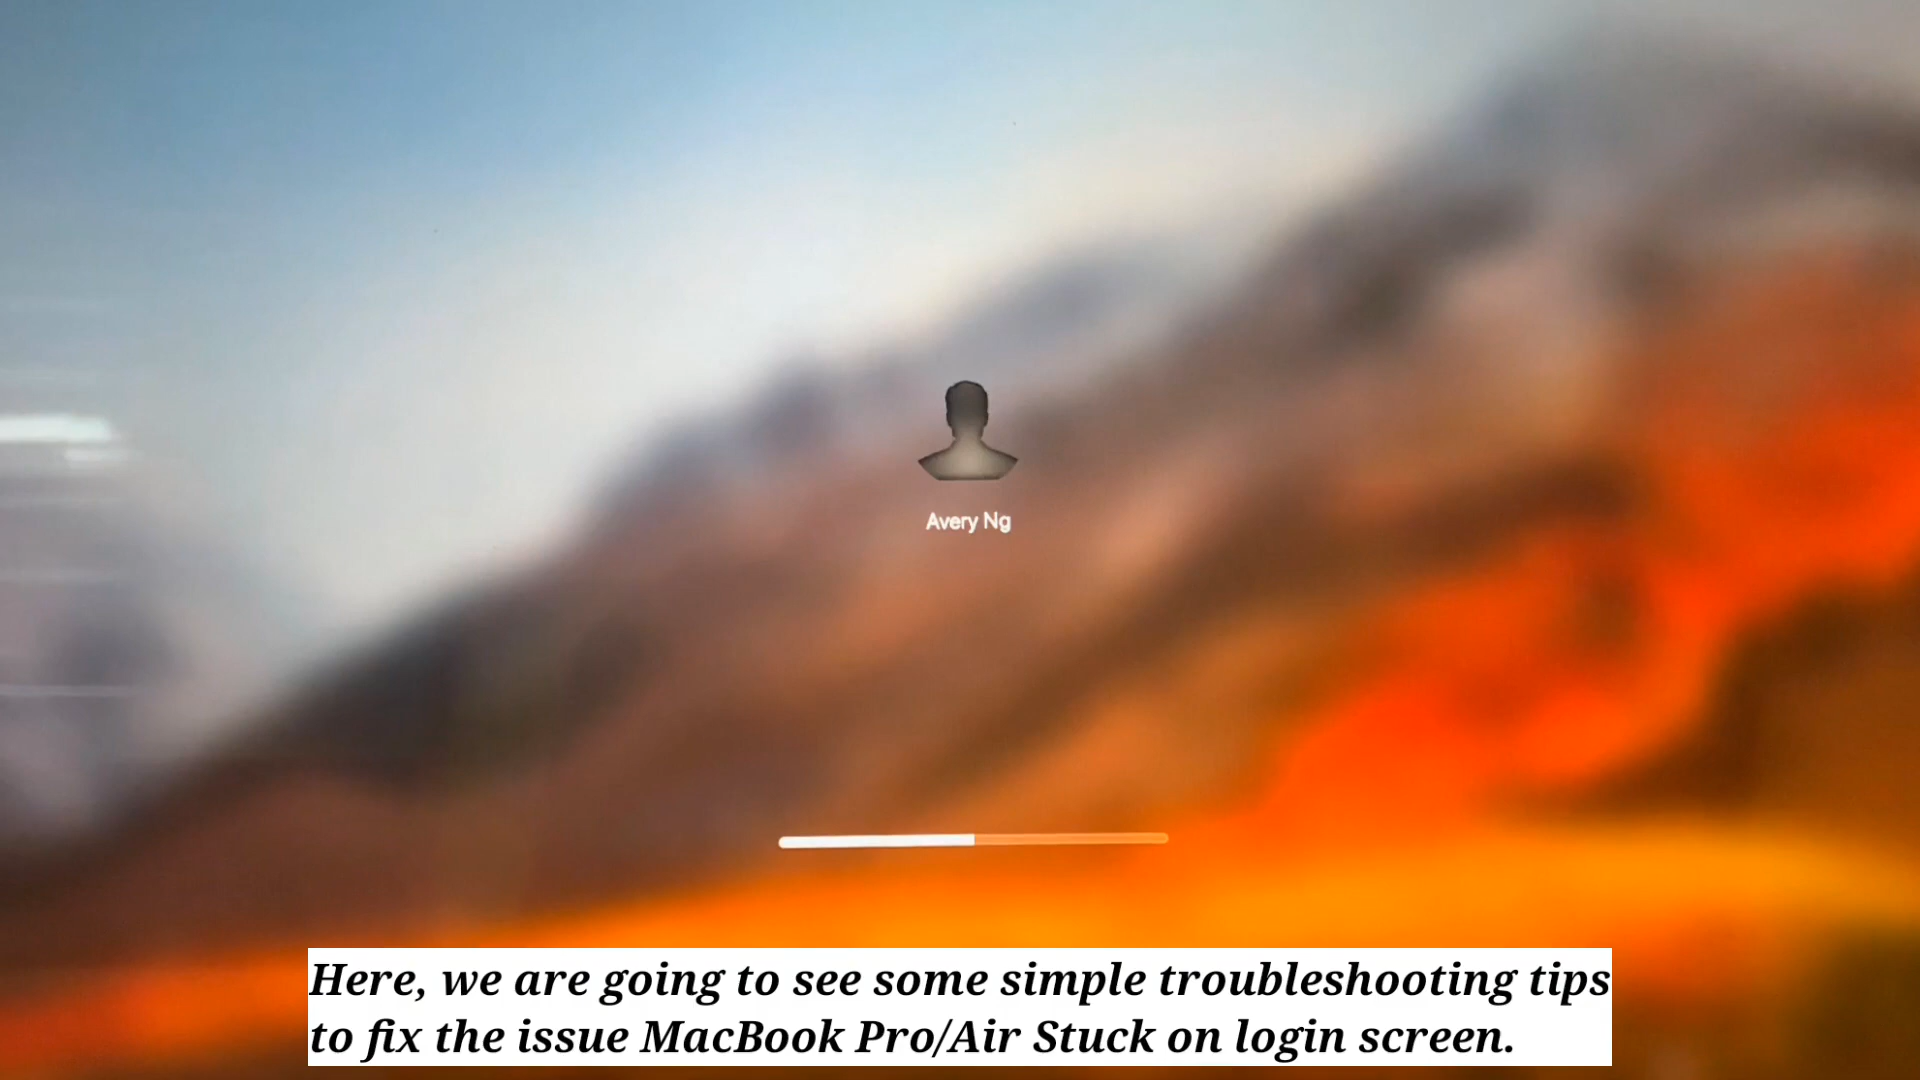 Avery Ng
Here, we are going to see some simple troubleshooting tips
to fix the issue MacBook Pro/Air Stuck on login screen.